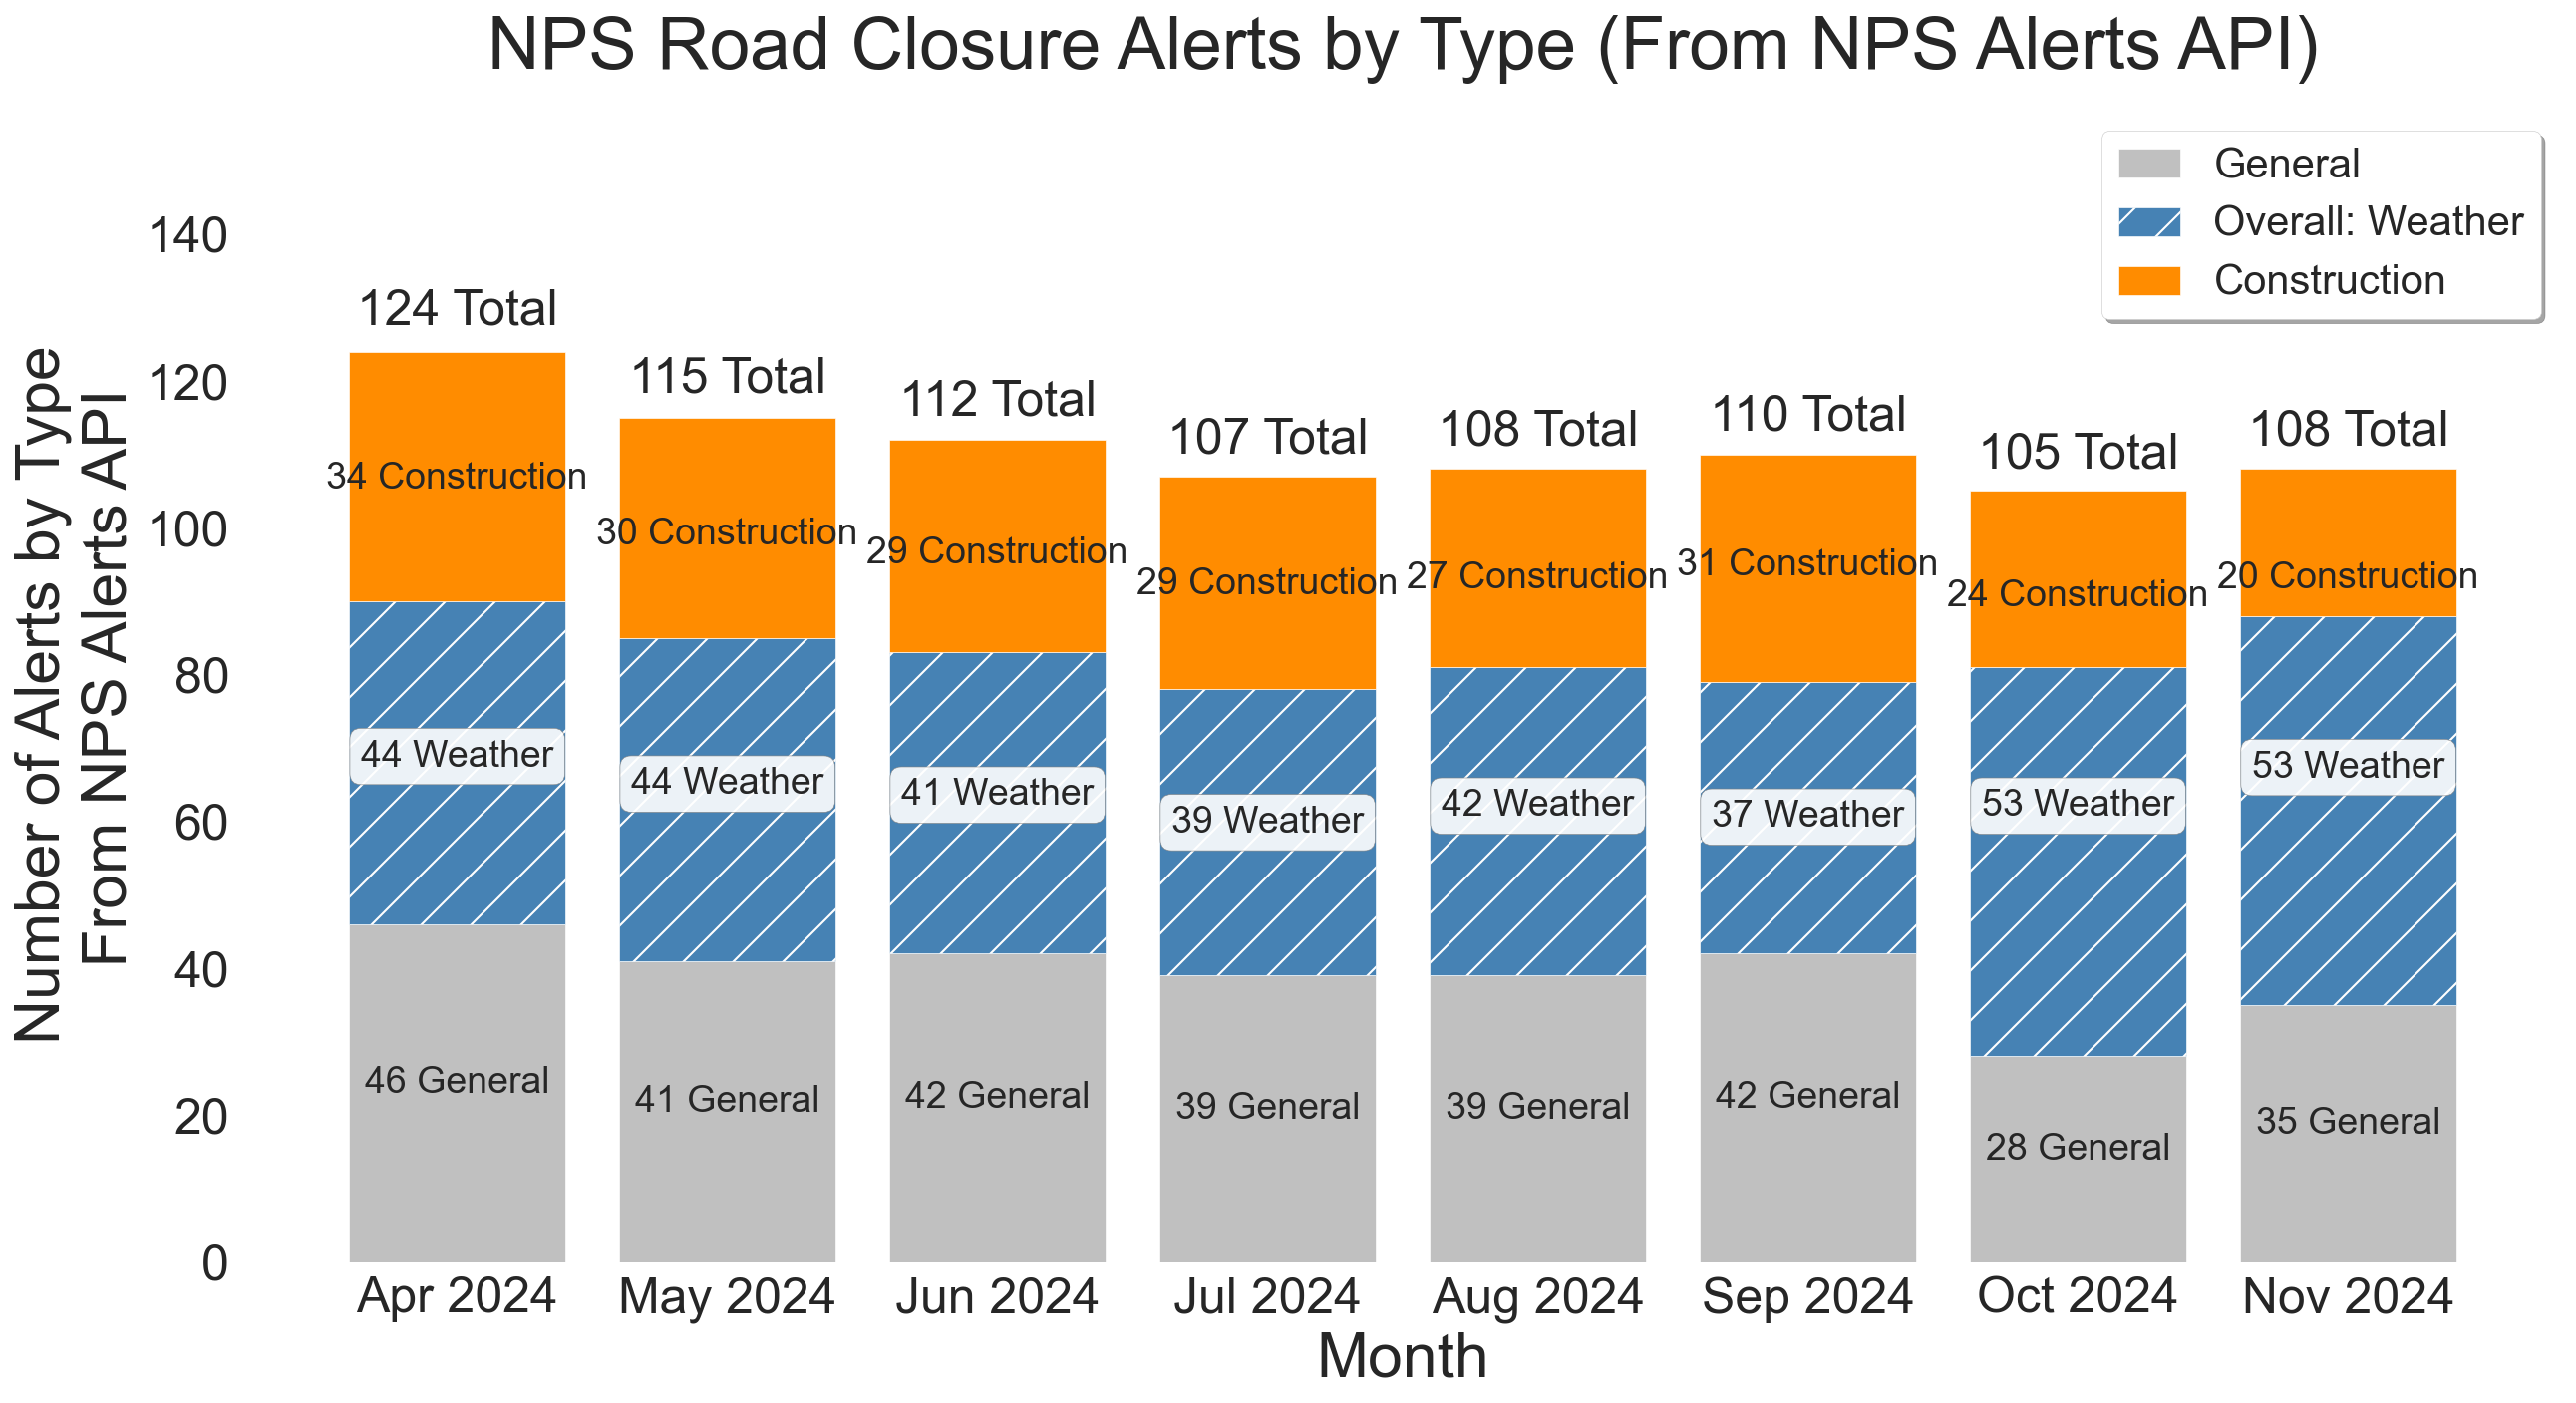 NPS Road Closure Alerts by Type (From NPS Alerts API)
General
Overall: Weather
Construction
Number of Alerts by Type
From NPS Alerts API
140
120
100
80
60
40
20
0
124 Total
34 Construction
44 Weather
46 General
115 Total
30 Construction
44 Weather
41 General
112 Total
29 Construction
41 Weather
42 General
107 Total
29 Construction
39 Weather
39 General
108 Total
27 Construction
42 Weather
39 General
110 Total
31 Construction
37 Weather
42 General
105 Total
24 Construction
53 Weather
28 General
108 Total
20 Construction
53 Weather
35 General
Apr 2024
May 2024
Jun 2024
Jul 2024
Aug 2024
Sep 2024
Oct 2024
Nov 2024
Month